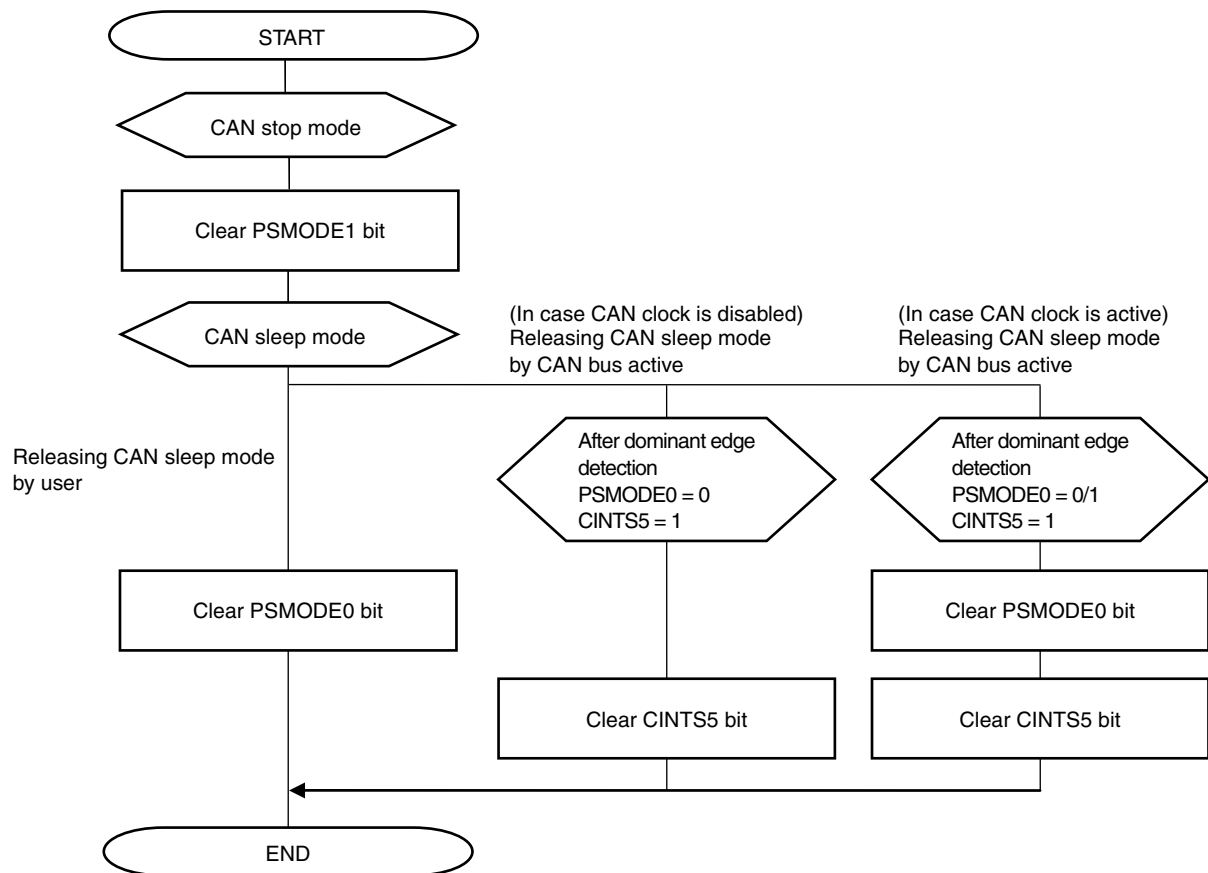 START
CAN stop mode
Clear PSMODE1 bit
CAN sleep mode
(In case CAN clock is disabled)
Releasing CAN sleep mode
by CAN bus active
(In case CAN clock is active)
Releasing CAN sleep mode
by CAN bus active
Releasing CAN sleep mode
by user
After dominant edge
detection
PSMODE0 = 0
CINTS5 = 1
After dominant edge
detection
PSMODE0 = 0/1
CINTS5 = 1
Clear PSMODE0 bit
Clear PSMODE0 bit
Clear CINTS5 bit
Clear CINTS5 bit
END